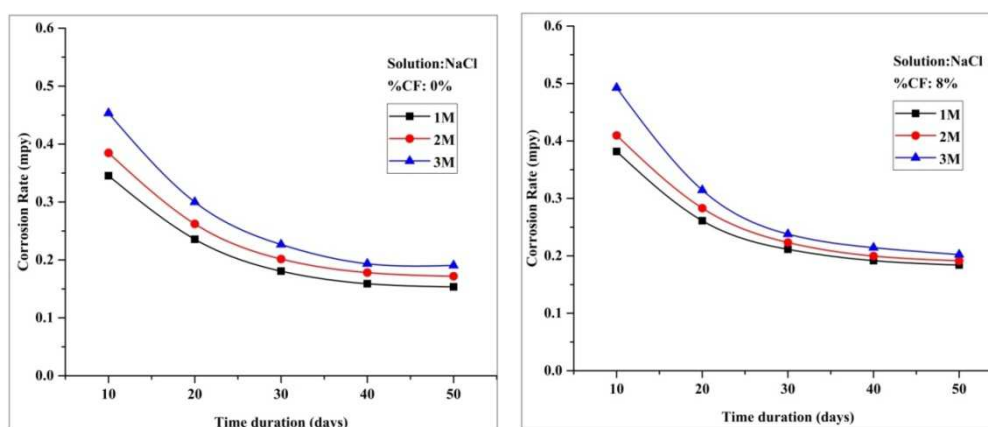 0.6
0.5
0.4
0.3
0.2
0.1
0.0
Corrosion Rate (mpy)
Solution:NaCl
%CF: 0%
1M
2M
3M
10 20 30 40 50
Time duration (days)
0.6
0.5
0.4
0.3
0.2
0.1
0.0
Corrosion Rate (mpy)
Solution:NaCl
%CF: 8%
1M
2M
3M
10 20 30 40 50
Time duration (days)